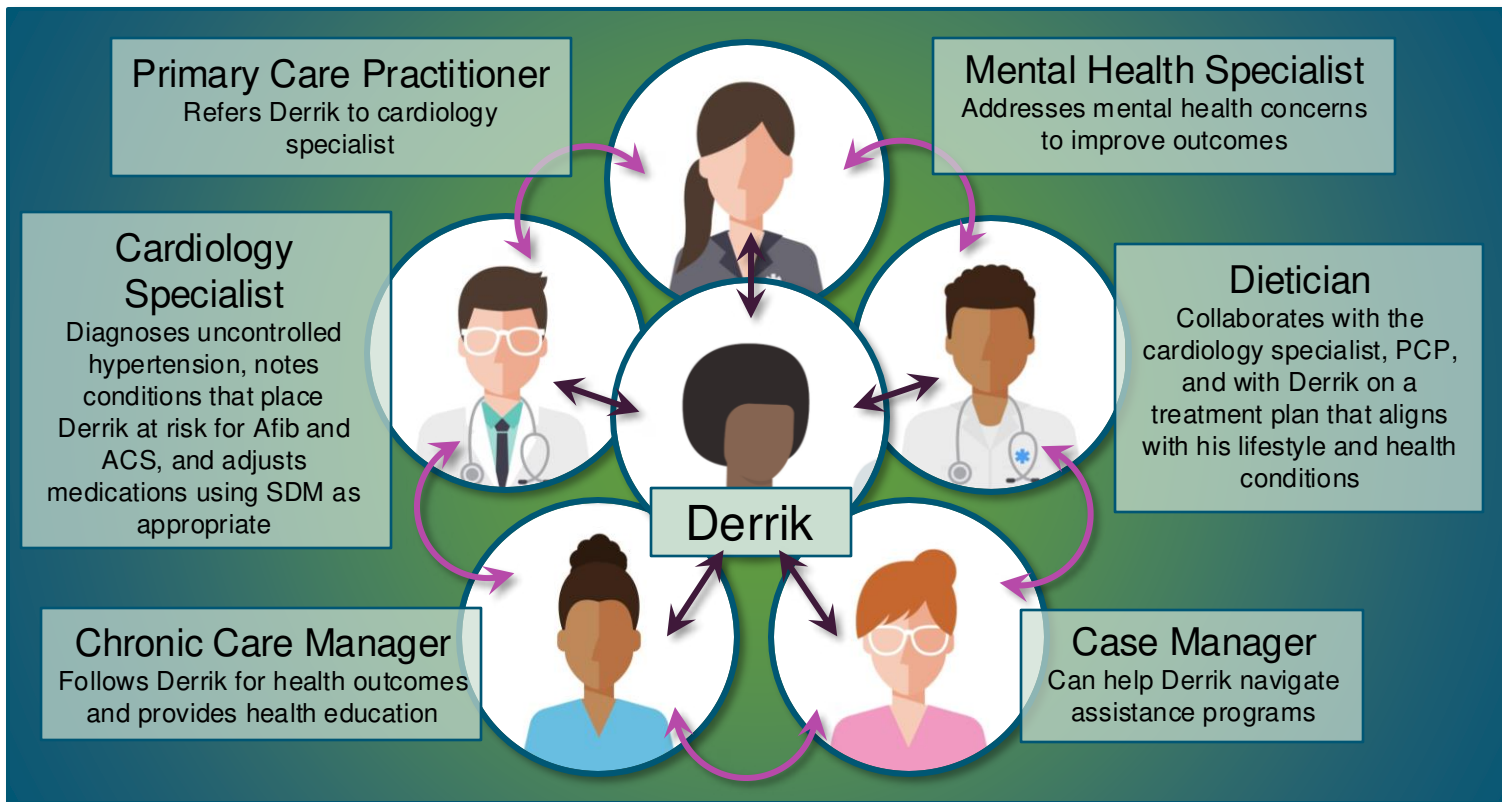 Primary Care Practitioner
Refers Derrik to cardiology
specialist
Mental Health Specialist
Addresses mental health concerns
to improve outcomes
Cardiology
Specialist
Diagnoses uncontrolled
hypertension, notes
conditions that place
Derrik at risk for Afib and
ACS, and adjusts
medications using SDM as
appropriate
Dietician
Collaborates with the
cardiology specialist, PCP,
and with Derrik on a
treatment plan that aligns
with his lifestyle and health
conditions
Derrik
Chronic Care Manager
Follows Derrik for health outcomes
and provides health education
Case Manager
Can help Derrik navigate
assistance programs